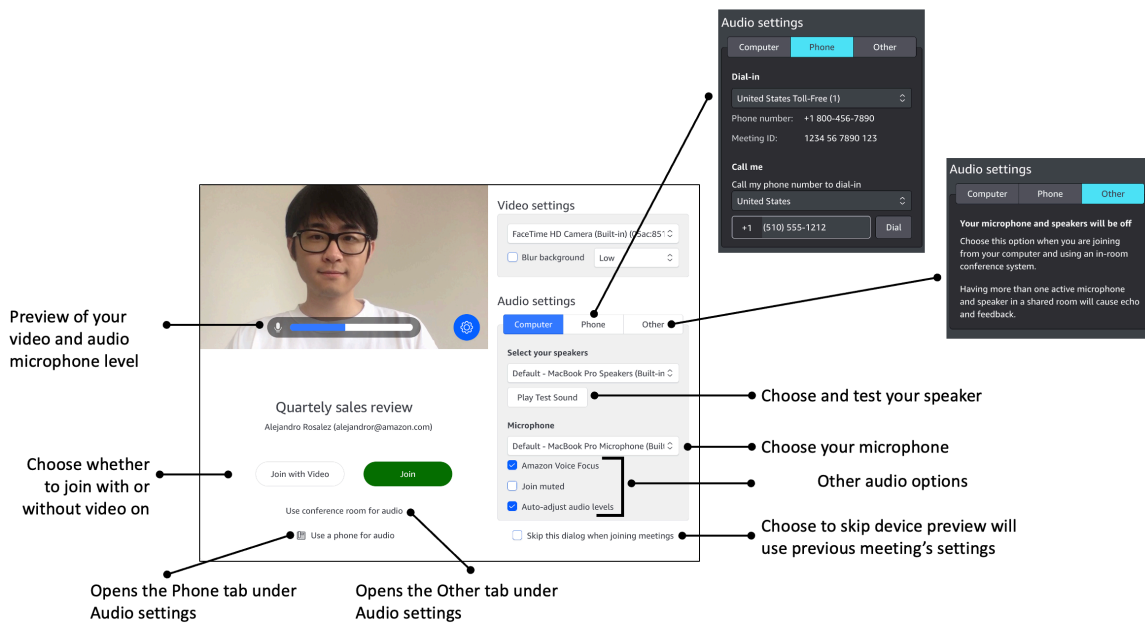 Audio settings
Computer Phone Other
Dial-in
United States Toll-Free (1)
Phone number: +1 800-456-7890
Meeting ID: 1234 56 7890 123
Call me
Call my phone number to dial-in
United States
+1 (510) 555-1212 Dial
Audio settings
Computer Phone Other
Your microphone and speakers will be off
Choose this option when you are joining
from your computer and using an in-room
conference system.
Having more than one active microphone
and speaker in a shared room will cause echo
and feedback.
Video settings
FaceTime HD Camera (Built-in) (05ac:851
Blur background Low
Audio settings
Computer Phone Other
Select your speakers
Default - MacBook Pro Speakers (Built-in
Play Test Sound
Microphone
Default - MacBook Pro Microphone (Built
Amazon Voice Focus
Join muted
Auto-adjust audio levels
Skip this dialog when joining meetings
Quartely sales review
Alejandro Rosalez (alejandror@amazon.com)
Join with Video Join
Use conference room for audio
Use a phone for audio
Preview of your
video and audio
microphone level
Choose whether
to join with or
without video on
Opens the Phone tab under
Audio settings
Opens the Other tab under
Audio settings
Choose and test your speaker
Choose your microphone
Other audio options
Choose to skip device preview will
use previous meeting's settings